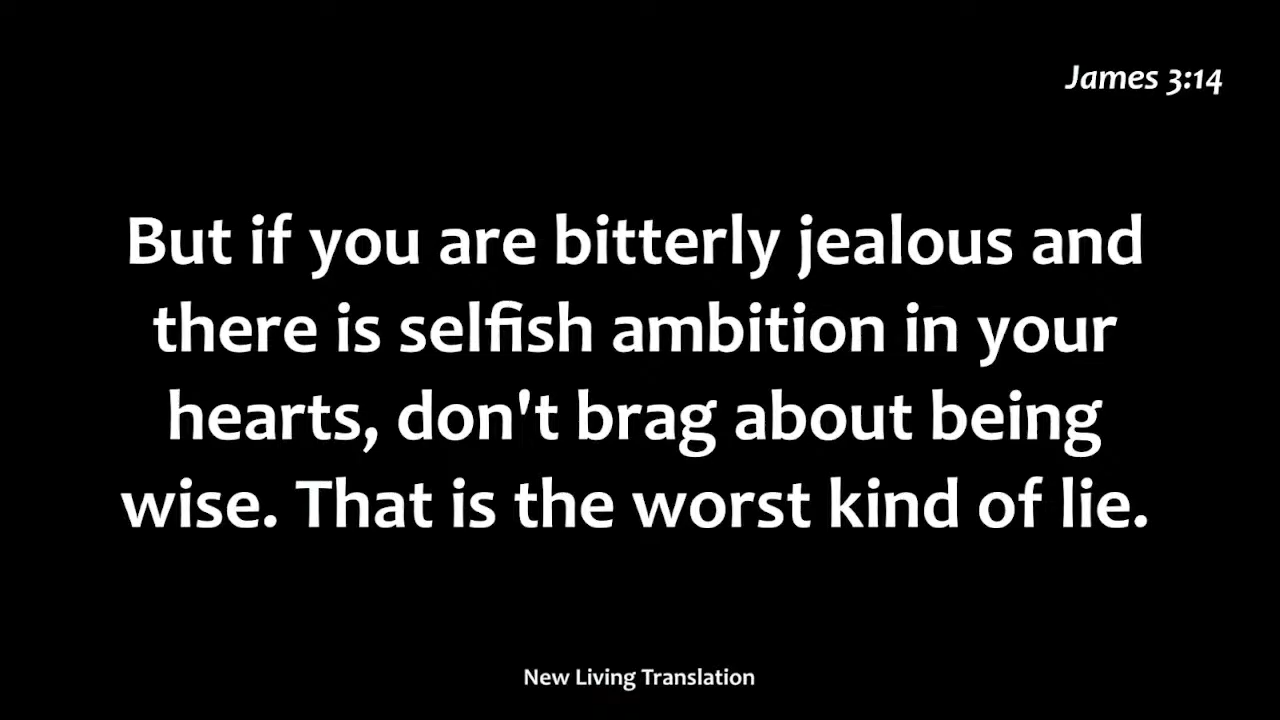 James 3:14
But if you are bitterly jealous and
there is selfish ambition in your
hearts, don't brag about being
wise. That is the worst kind of lie.
New Living Translation